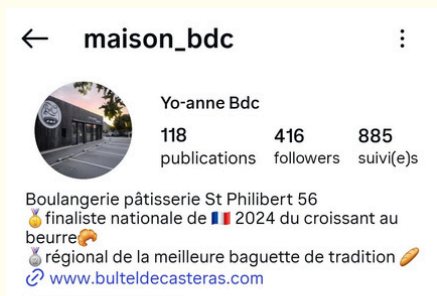 maison_bdc
Yo-anne Bdc
118 416 885
publications followers suivi(e)s
Boulangerie pâtisserie St Philibert 56
🥇finaliste nationale de 🇫🇷 2024 du croissant au
beurre🥐
🥈régional de la meilleure baguette de tradition 🥖
www.bulteldecasteras.com